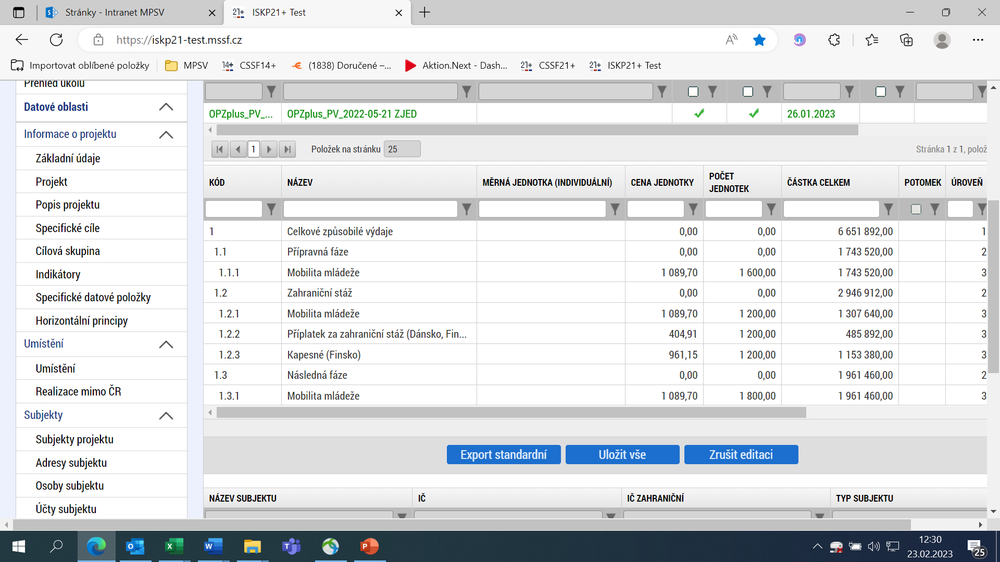 Stránky - Intranet MPSV
21+ ISKP21+ Test
https://iskp21-test.mssf.cz
Importovat oblíbené položky
MPSV
14+ CSSF14+
(1838) Doručené –...
Aktion.Next - Dash...
21+ CSSF21+
21+ ISKP21+ Test
Přehled úkolů
Datové oblasti
Informace o projektu
Základní údaje
Projekt
Popis projektu
Specifické cíle
Cílová skupina
Indikátory
Specifické datové položky
Horizontální principy
Umístění
Umístění
Realizace mimo ČR
Subjekty
Subjekty projektu
Adresy subjektu
Osoby subjektu
Účty subjektu
OPZplus_PV_... OPZplus_PV_2022-05-21 ZJED 26.01.2023
1 Položek na stránku 25 Stránka 1 z 1, polož
KÓD NÁZEV MĚRNÁ JEDNOTKA (INDIVIDUÁLNÍ) CENA JEDNOTKY POČET JEDNOTEK ČÁSTKA CELKEM POTOMEK ÚROVEŇ
1 Celkové způsobilé výdaje 0,00 0,00 6 651 892,00 1
1.1 Přípravná fáze 0,00 0,00 1 743 520,00 2
1.1.1 Mobilita mládeže 1 089,70 1 600,00 1 743 520,00 3
1.2 Zahraniční stáž 0,00 0,00 2 946 912,00 2
1.2.1 Mobilita mládeže 1 089,70 1 200,00 1 307 640,00 3
1.2.2 Příplatek za zahraniční stáž (Dánsko, Fin... 404,91 1 200,00 485 892,00 3
1.2.3 Kapesné (Finsko) 961,15 1 200,00 1 153 380,00 3
1.3 Následná fáze 0,00 0,00 1 961 460,00 2
1.3.1 Mobilita mládeže 1 089,70 1 800,00 1 961 460,00 3
Export standardní Uložit vše Zrušit editaci
NÁZEV SUBJEKTU IČ IČ ZAHRANIČNÍ TYP SUBJEKTU
12:30
23.02.2023
25